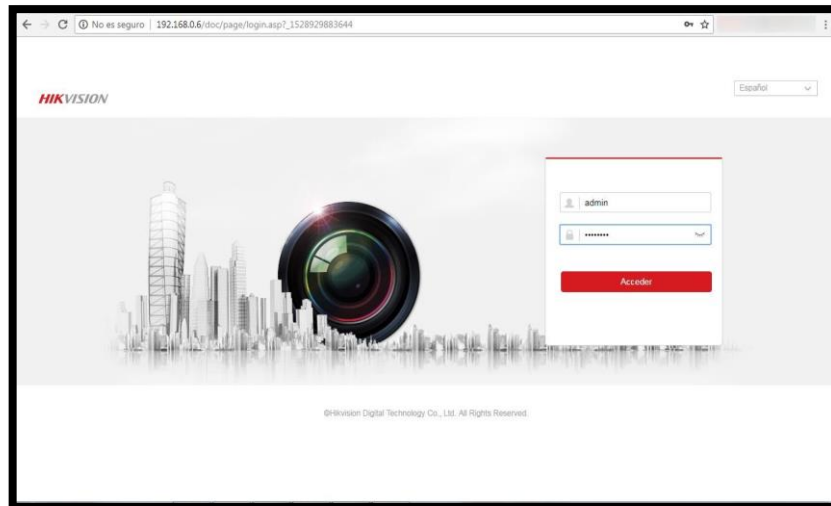 No es seguro | 192.168.0.6/doc/page/login.asp?_1528929883644
HIKVISION
Español
admin
••••••••
Acceder
©Hikvision Digital Technology Co., Ltd. All Rights Reserved.